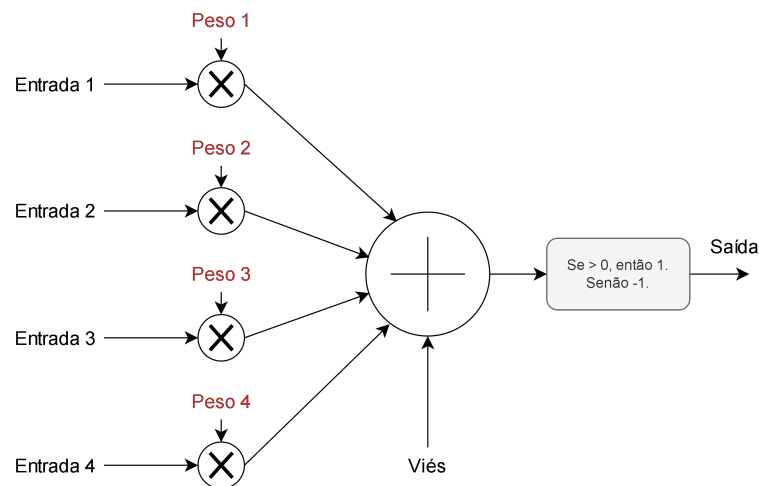 Peso 1
Entrada 1
Peso 2
Entrada 2
Peso 3
Entrada 3
Peso 4
Entrada 4
Viés
Se > 0, então 1.
Senão -1.
Saída